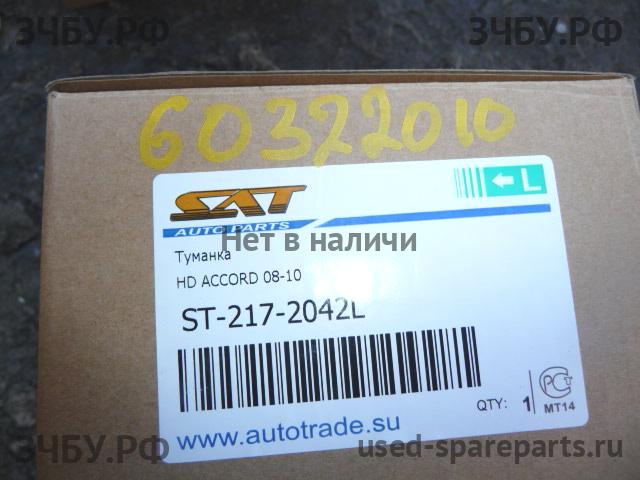 ЗЧБУ.РФ ЗЧБУ.РФ
60322010
SAT
AUTO PARTS
L
Нет в наличи
Туманка
HD ACCORD 08-10
ST-217-2042L
QTY: 1
МТ14
www.autotrade.su
ЗЧБУ.РФ
used-spareparts.ru